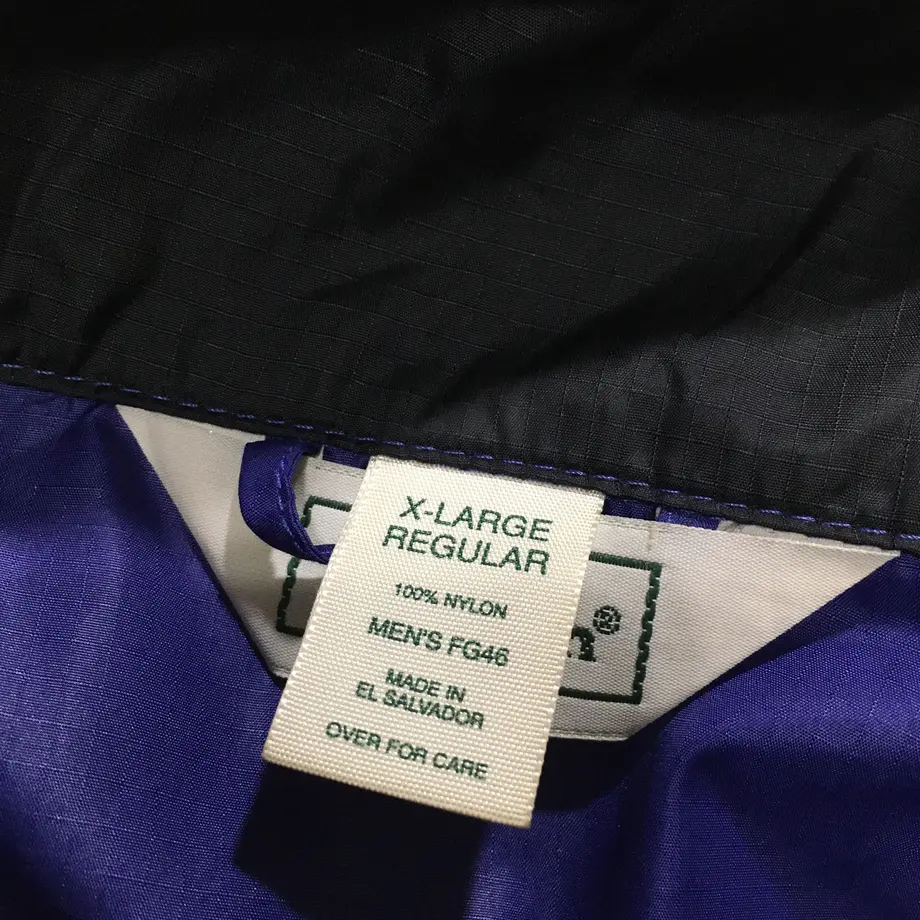 X-LARGE
REGULAR
100% NYLON
MEN'S FG46
MADE IN
EL SALVADOR
OVER FOR CARE
n®